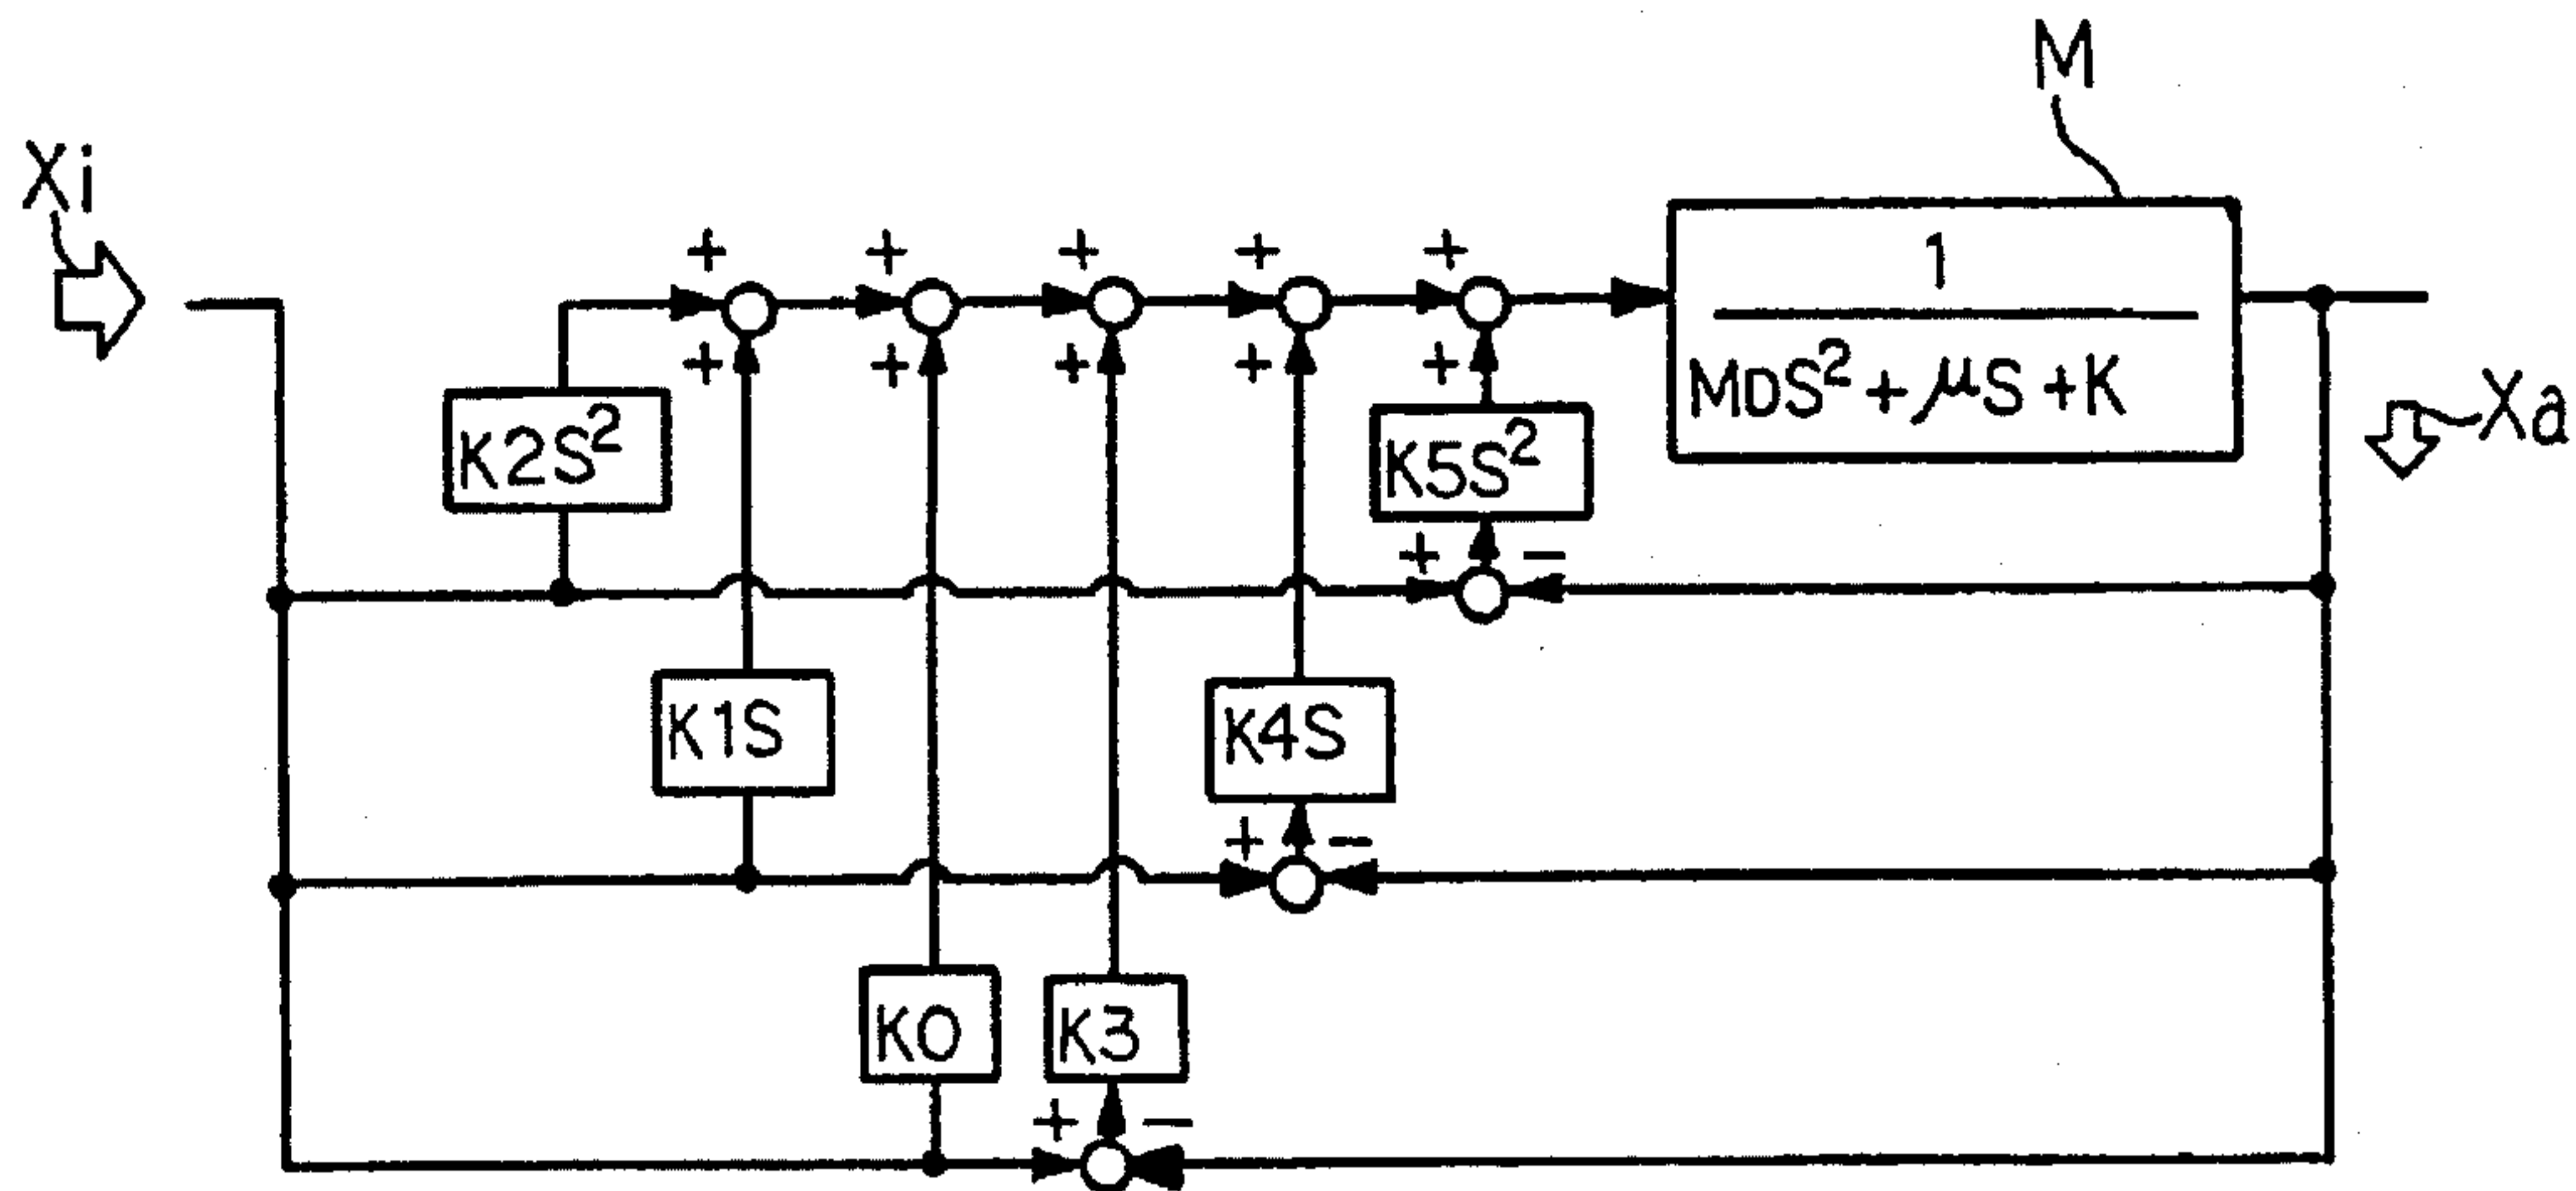 M
Xi
+ + + + +
1
MDS² + μS + K
+ + + + +
Xa
K2S²
K5S²
+ -
K1S
K4S
+ -
K0
K3
+ -